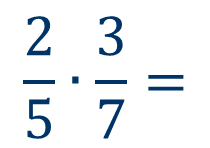 2/5 · 3/7 =